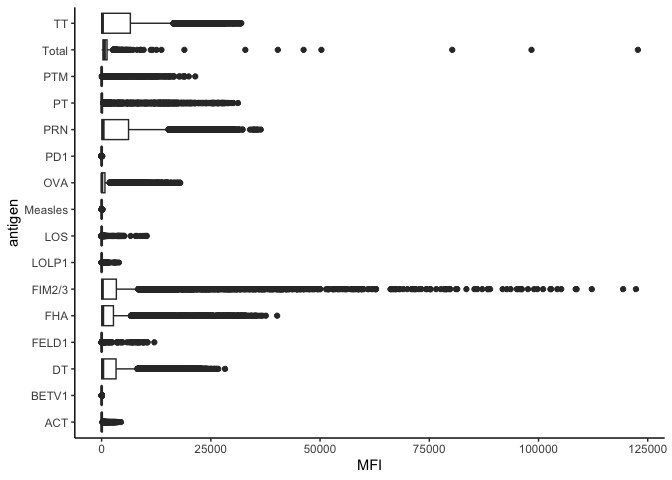 TT
Total
PTM
PT
PRN
PD1
OVA
Measles
LOS
LOLP1
FIM2/3
FHA
FELD1
DT
BETV1
ACT
antigen
0 25000 50000 75000 100000 125000
MFI